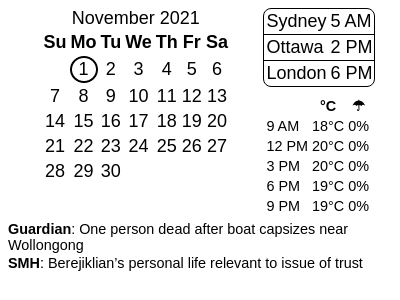 November 2021
Su Mo Tu We Th Fr Sa
1 2 3 4 5 6
7 8 9 10 11 12 13
14 15 16 17 18 19 20
21 22 23 24 25 26 27
28 29 30
Sydney 5 AM
Ottawa 2 PM
London 6 PM
°C ☂
9 AM 18°C 0%
12 PM 20°C 0%
3 PM 20°C 0%
6 PM 19°C 0%
9 PM 19°C 0%
Guardian: One person dead after boat capsizes near
Wollongong
SMH: Berejiklian’s personal life relevant to issue of trust